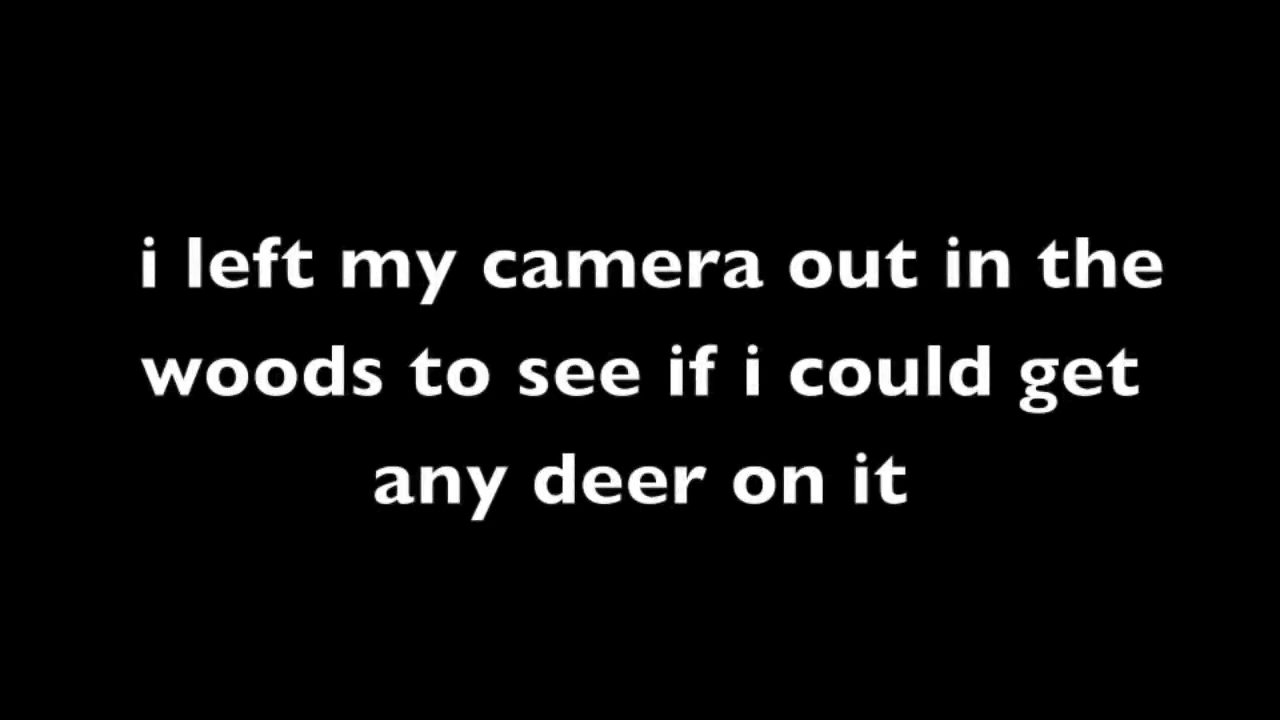 i left my camera out in the
woods to see if i could get
any deer on it